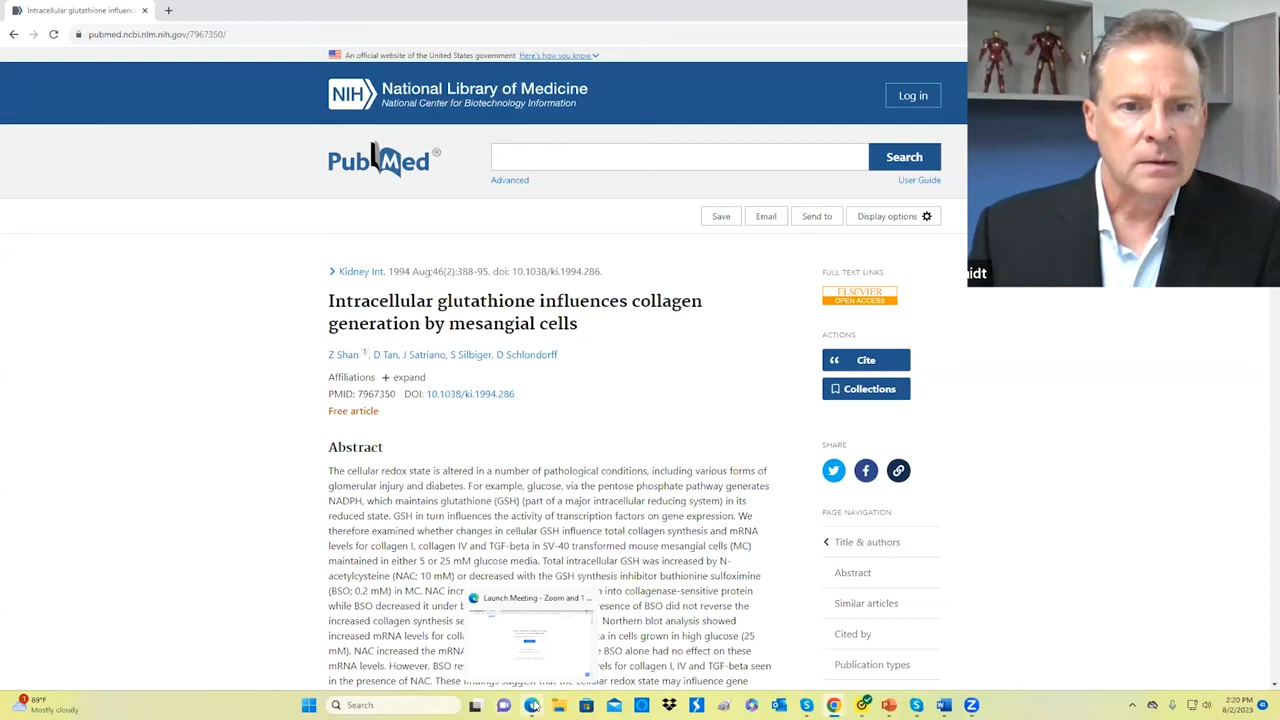 Intracellular glutathione influenc
pubmed.ncbi.nlm.nih.gov/7967350/
An official website of the United States government Here's how you know
NIH National Library of Medicine
National Center for Biotechnology Information
Log in
PubMed®
Search
Advanced
User Guide
Save Email Send to Display options
Kidney Int. 1994 Aug;46(2):388-95. doi: 10.1038/ki.1994.286.
Intracellular glutathione influences collagen
generation by mesangial cells
Z Shan 1, D Tan, J Satriano, S Silbiger, D Schlondorff
Affiliations + expand
PMID: 7967350 DOI: 10.1038/ki.1994.286
Free article
Abstract
The cellular redox state is altered in a number of pathological conditions, including various forms of
glomerular injury and diabetes. For example, glucose, via the pentose phosphate pathway generates
NADPH, which maintains glutathione (GSH) (part of a major intracellular reducing system) in its
reduced state. GSH in turn influences the activity of transcription factors on gene expression. We
therefore examined whether changes in cellular GSH influence total collagen synthesis and mRNA
levels for collagen I, collagen IV and TGF-beta in SV-40 transformed mouse mesangial cells (MC)
maintained in either 5 or 25 mM glucose media. Total intracellular GSH was increased by N-
acetylcysteine (NAC; 10 mM) or decreased with the GSH synthesis inhibitor buthionine sulfoximine
(BSO; 0.2 mM) in MC. NAC inc into collagenase-sensitive protein
while BSO decreased it under b esence of BSO did not reverse the
increased collagen synthesis se Northern blot analysis showed
increased mRNA levels for colla in cells grown in high glucose (25
mM). NAC increased the mRNA BSO alone had no effect on these
mRNA levels. However, BSO rev els for collagen I, IV and TGF-beta seen
in the presence of NAC. These findings suggest that the cellular redox state may influence gene
Launch Meeting - Zoom and 1 ...
FULL TEXT LINKS
ELSEVIER
OPEN ACCESS
ACTIONS
Cite
Collections
SHARE
PAGE NAVIGATION
Title & authors
Abstract
Similar articles
Cited by
Publication types
idt
1
89°F
Mostly cloudy
Search
2:20 PM
8/2/2023